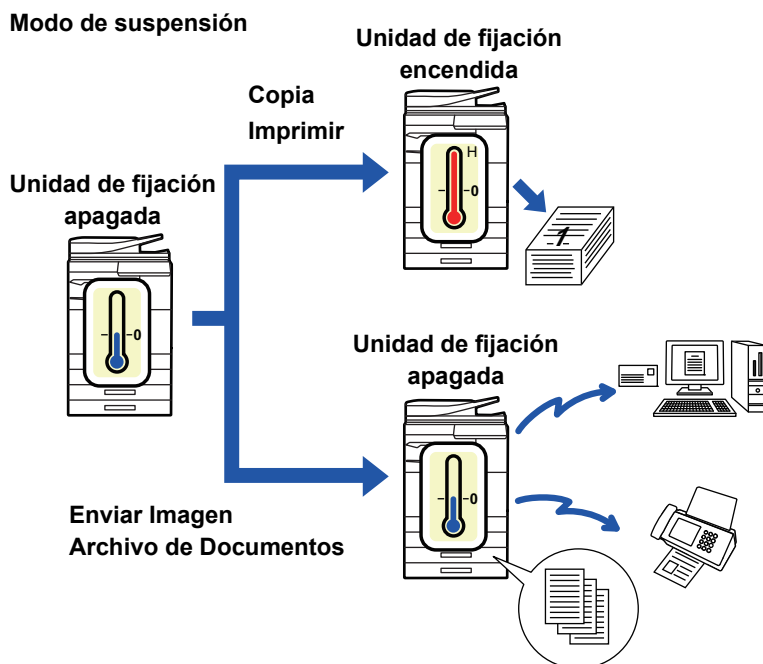 Modo de suspensión
Unidad de fijación
encendida
Copia
Imprimir
H
0
1
Unidad de fijación
apagada
0
Unidad de fijación
apagada
0
Enviar Imagen
Archivo de Documentos